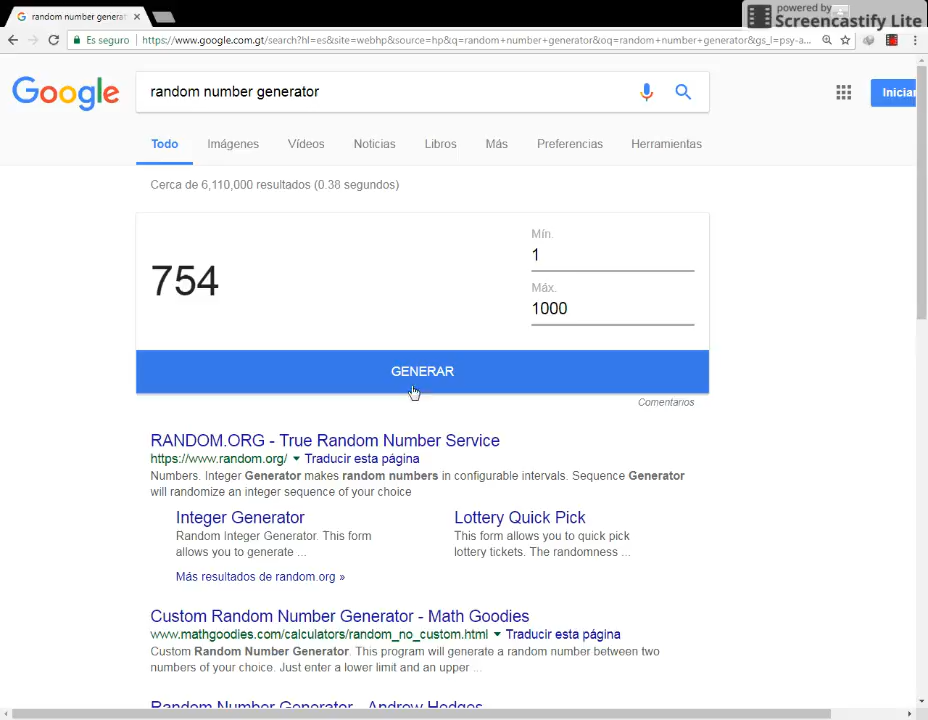 random number generat
powered by
Screencastify Lite
Es seguro
https://www.google.com.gt/search?hl=es&site=webhp&source=hp&q=random+number+generator&oq=random+number+generator&gs_l=psy-a...
Google
random number generator
Iniciar
Todo Imágenes Vídeos Noticias Libros Más Preferencias Herramientas
Cerca de 6,110,000 resultados (0.38 segundos)
Mín.
1
754
Máx.
1000
GENERAR
Comentarios
RANDOM.ORG - True Random Number Service
https://www.random.org/ Traducir esta página
Numbers. Integer Generator makes random numbers in configurable intervals. Sequence Generator
will randomize an integer sequence of your choice
Integer Generator
Random Integer Generator. This form
allows you to generate ...
Lottery Quick Pick
This form allows you to quick pick
lottery tickets. The randomness ...
Más resultados de random.org »
Custom Random Number Generator - Math Goodies
www.mathgoodies.com/calculators/random_no_custom.html Traducir esta página
Custom Random Number Generator. This program will generate a random number between two
numbers of your choice. Just enter a lower limit and an upper ...
Random Number Generator - Andrew Hedges